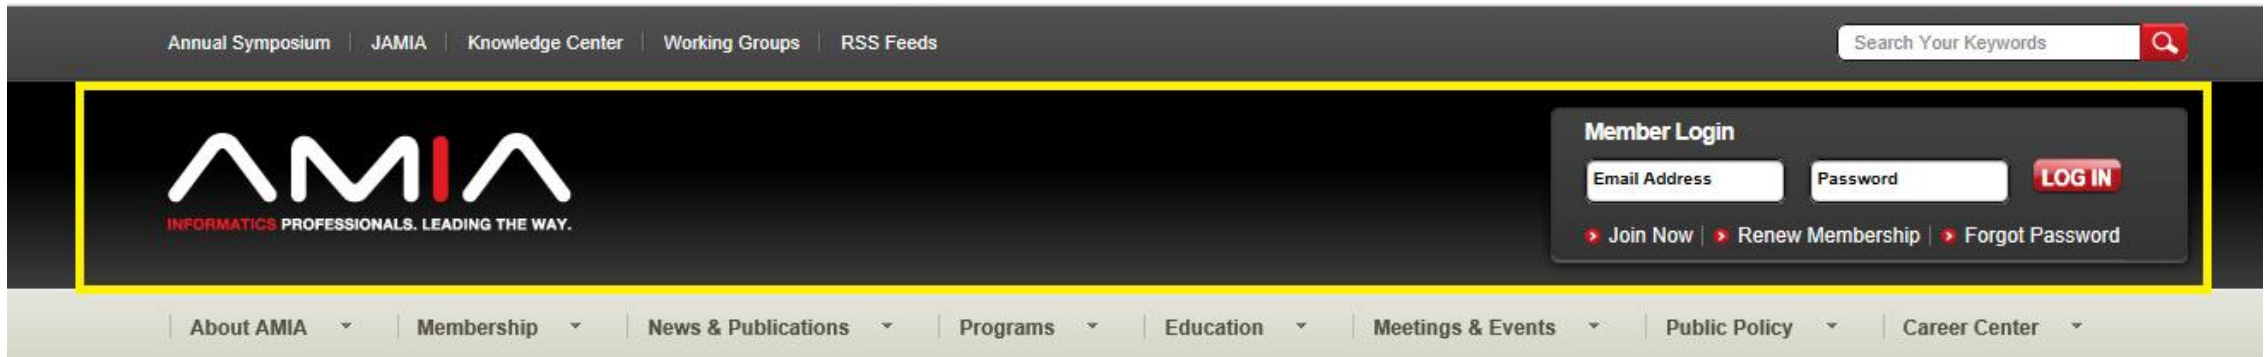 Annual Symposium JAMIA Knowledge Center Working Groups RSS Feeds Search Your Keywords
AMIA
INFORMATICS PROFESSIONALS. LEADING THE WAY.
Member Login
Email Address Password LOG IN
Join Now Renew Membership Forgot Password
About AMIA Membership News & Publications Programs Education Meetings & Events Public Policy Career Center